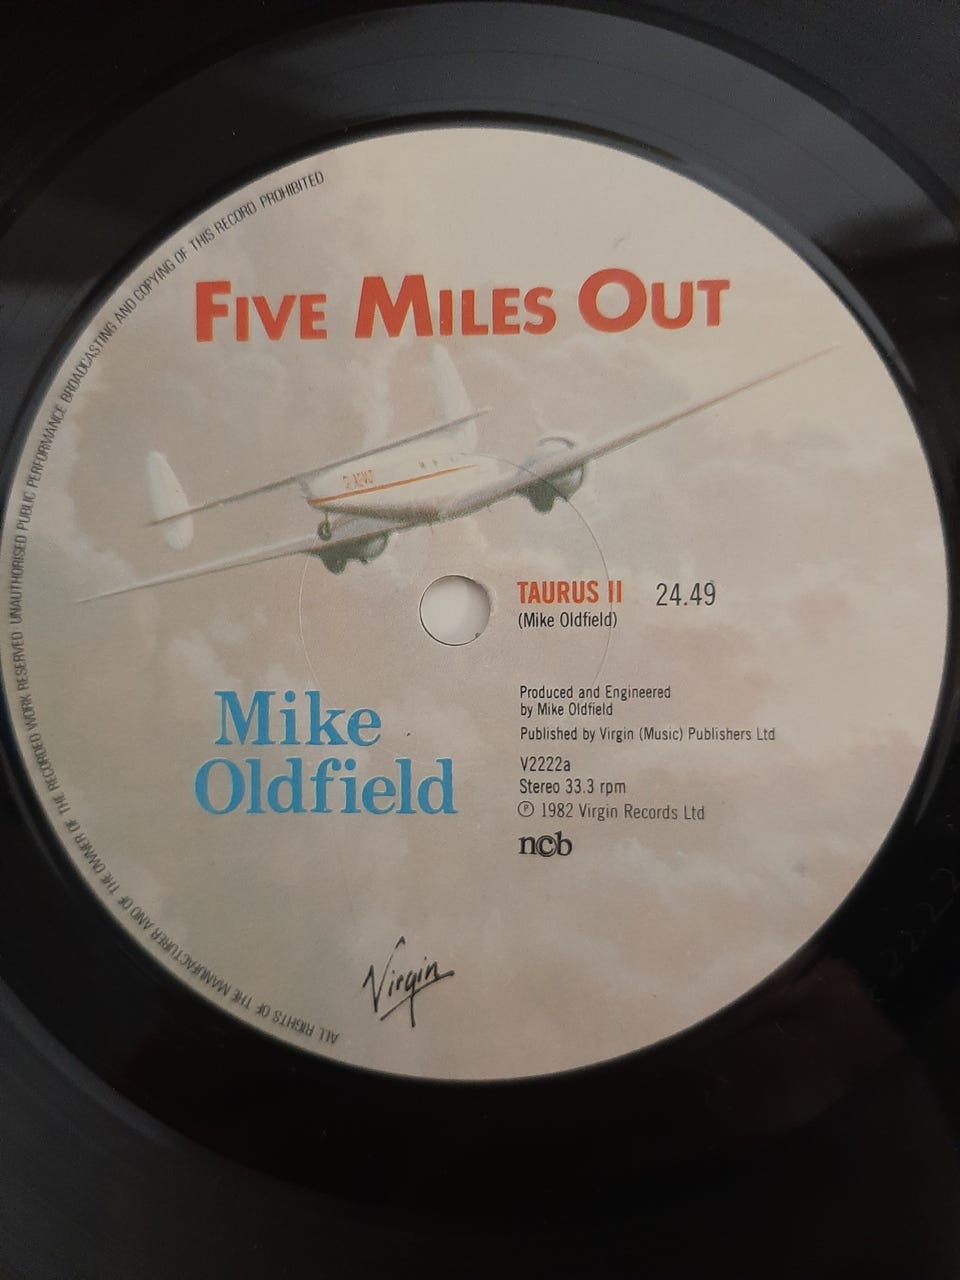 FIVE MILES OUT
TAURUS II 24.49
(Mike Oldfield)
Mike
Oldfield
Produced and Engineered
by Mike Oldfield
Published by Virgin (Music) Publishers Ltd
V2222a
Stereo 33.3 rpm
℗ 1982 Virgin Records Ltd
ncb
Virgin
ALL RIGHTS OF THE MANUFACTURER AND OF THE OWNER OF THE RECORDED WORK RESERVED UNAUTHORISED PUBLIC PERFORMANCE BROADCASTING AND COPYING OF THIS RECORD PROHIBITED